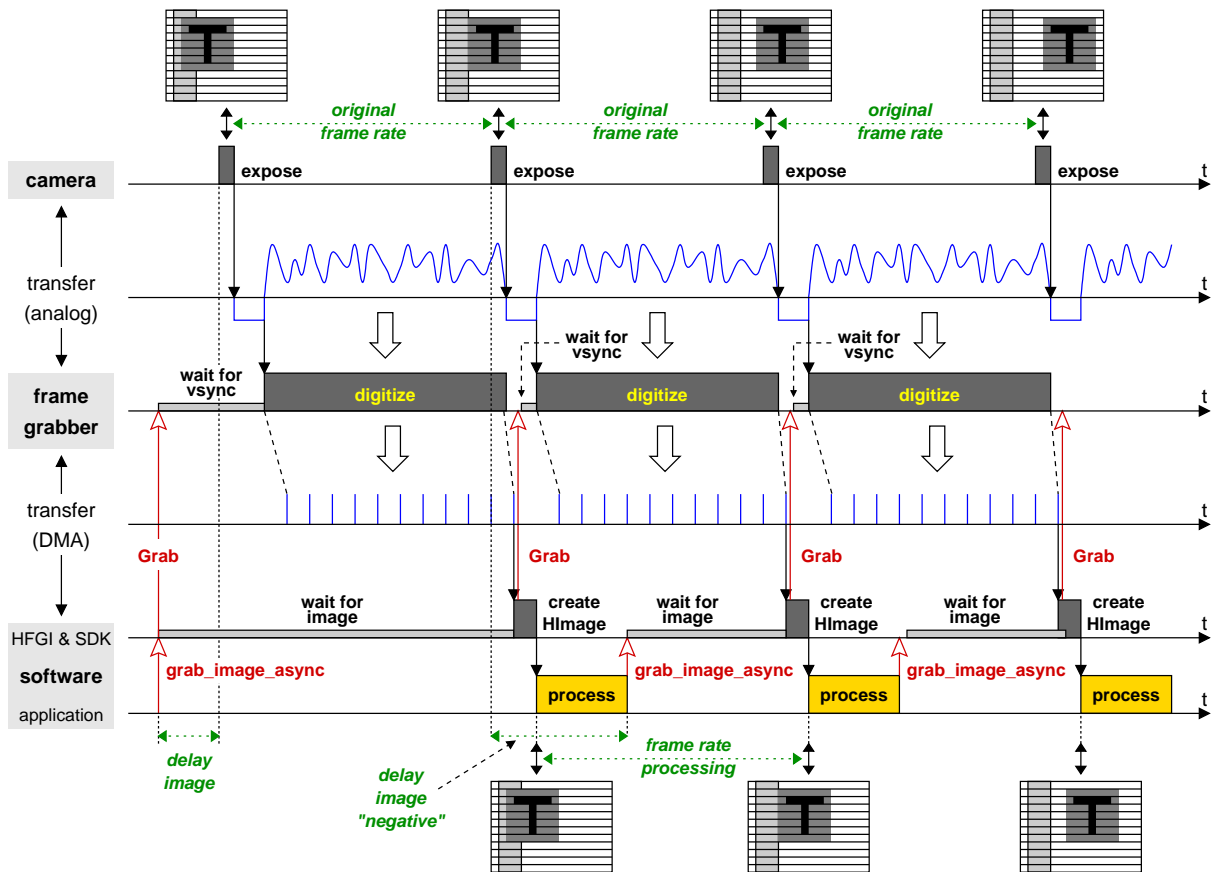 T
T
T
T
original
frame rate
original
frame rate
original
frame rate
camera
expose
expose
expose
expose
t
transfer
(analog)
t
wait for
vsync
wait for
vsync
wait for
vsync
frame
grabber
digitize
digitize
digitize
t
transfer
(DMA)
t
Grab
Grab
Grab
Grab
wait for
image
create
HImage
wait for
image
create
HImage
wait for
image
create
HImage
HFGI & SDK
t
software
application
grab_image_async
grab_image_async
grab_image_async
process
process
process
t
delay
image
delay
image
"negative"
frame rate
processing
T
T
T